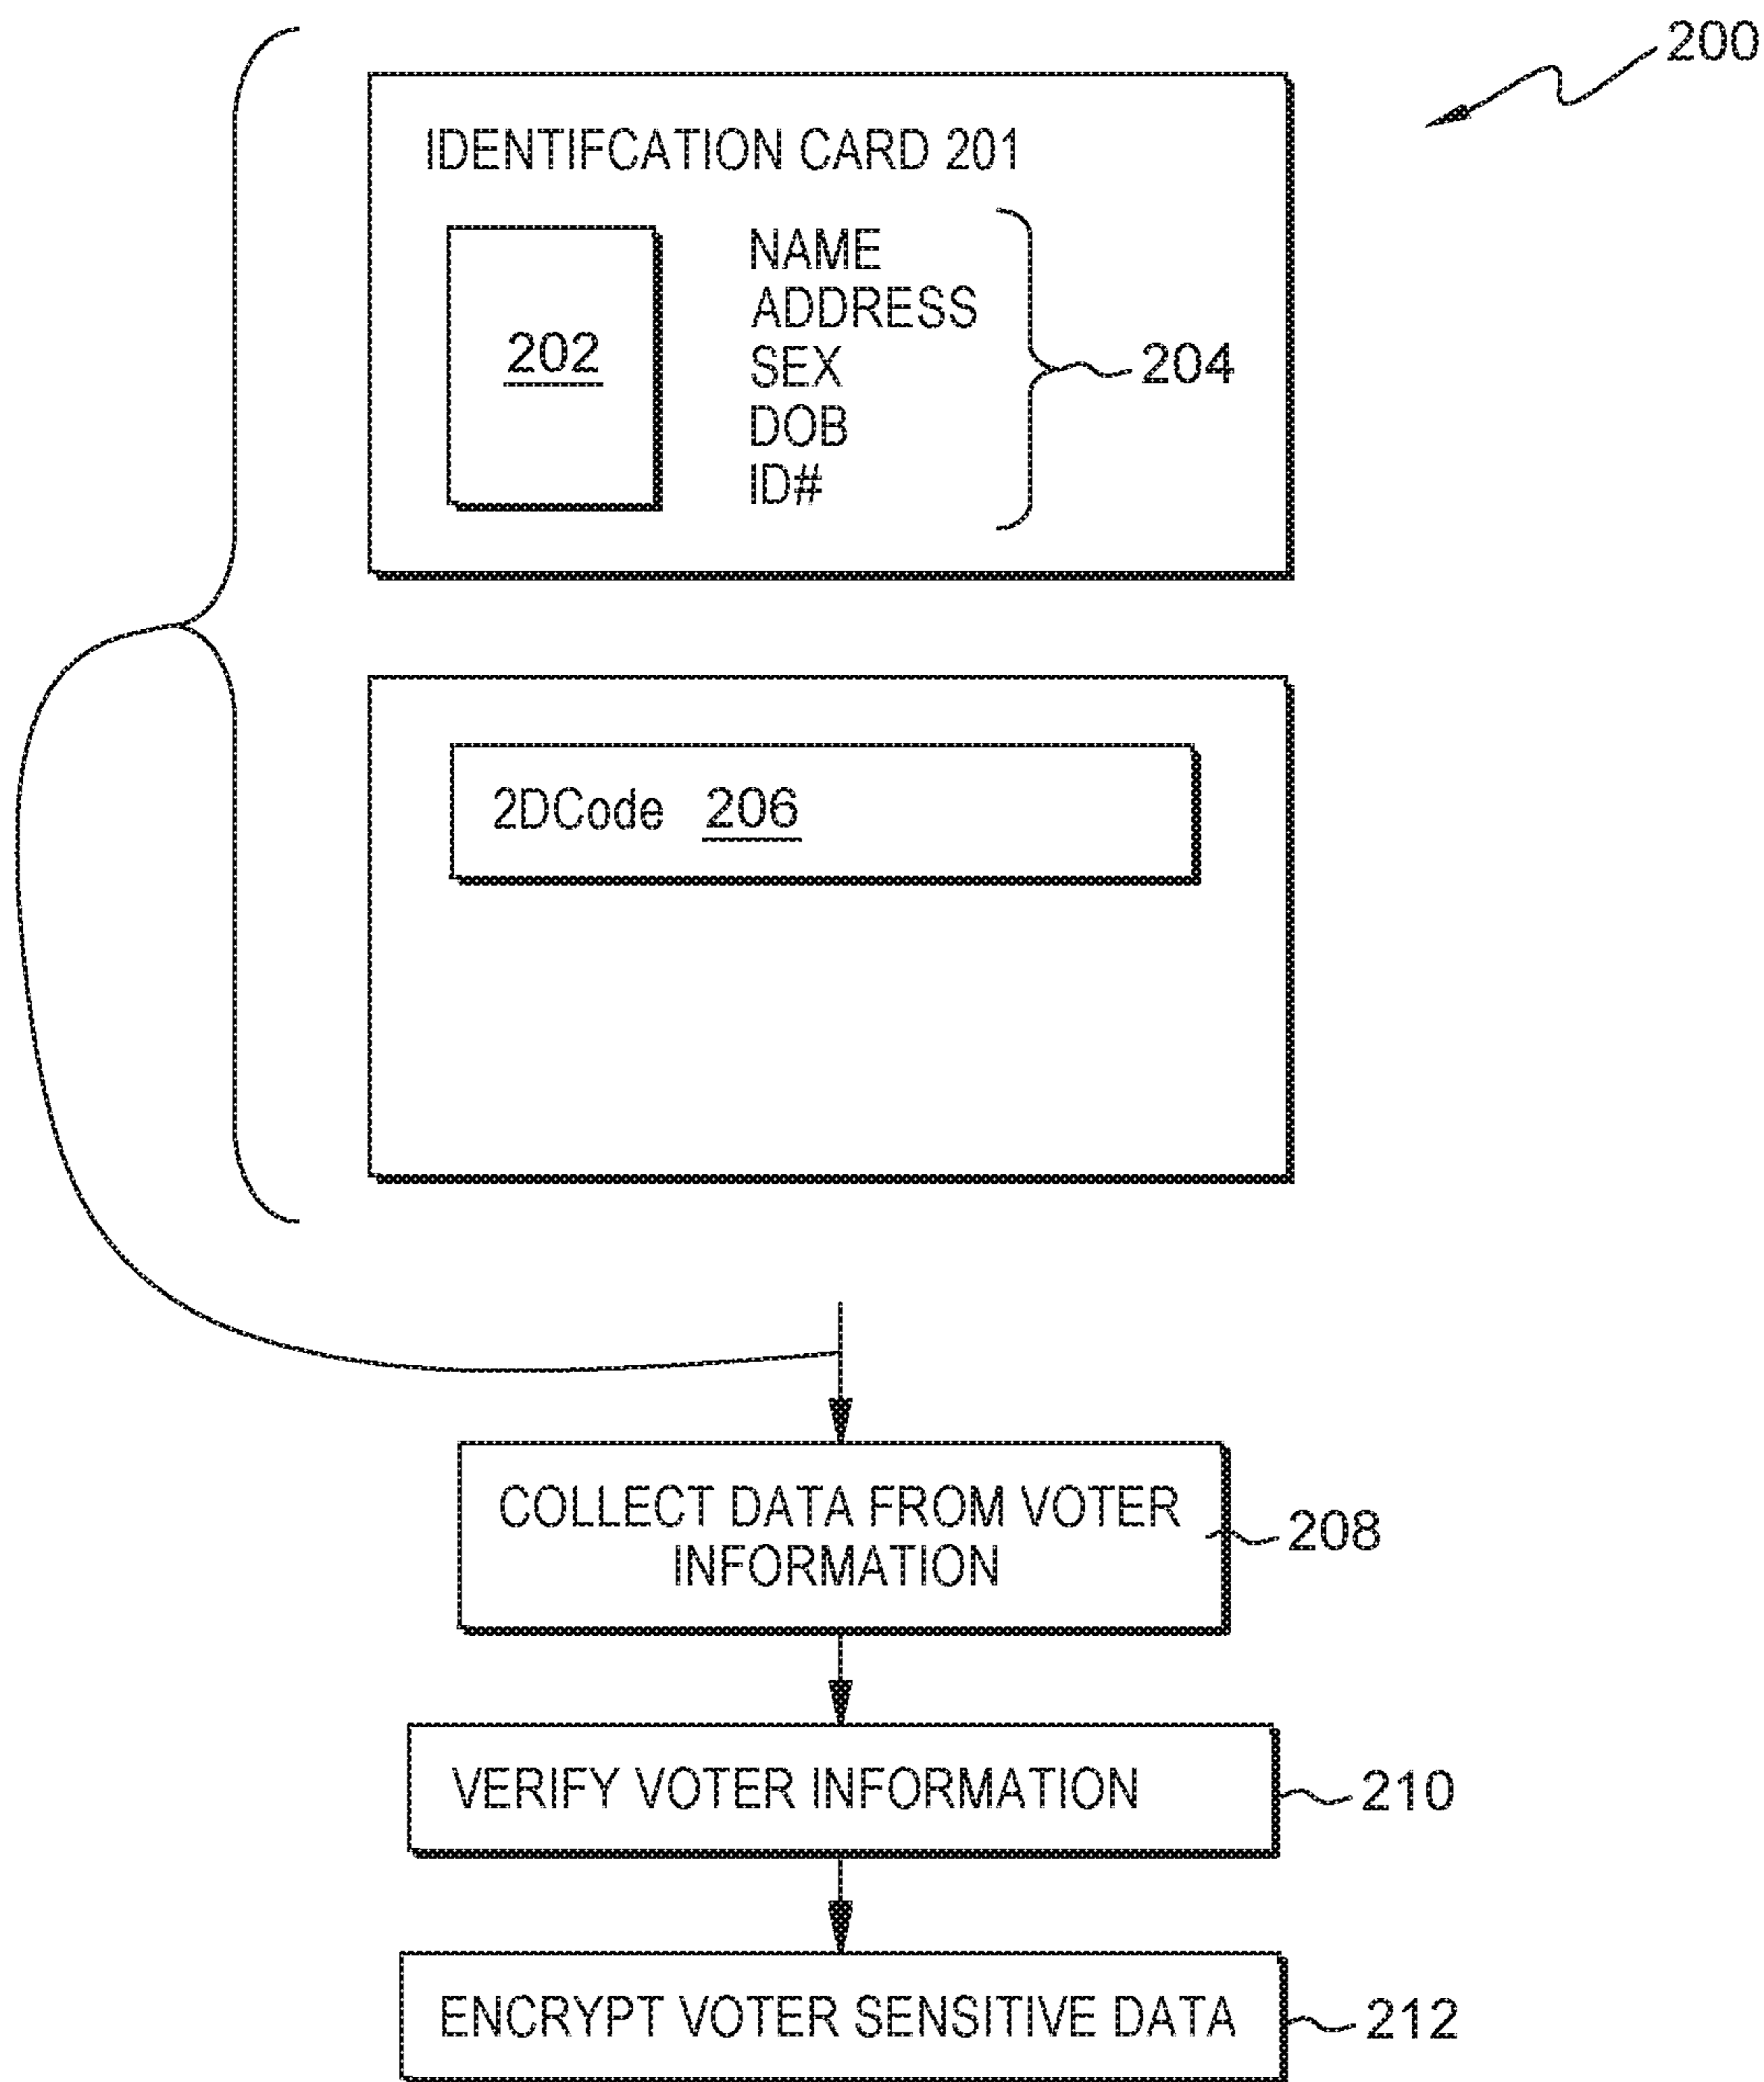 200
IDENTIFCATION CARD 201
202
NAME
ADDRESS
SEX
DOB
ID#
204
2DCode 206
COLLECT DATA FROM VOTER
INFORMATION
208
VERIFY VOTER INFORMATION
210
ENCRYPT VOTER SENSITIVE DATA
212